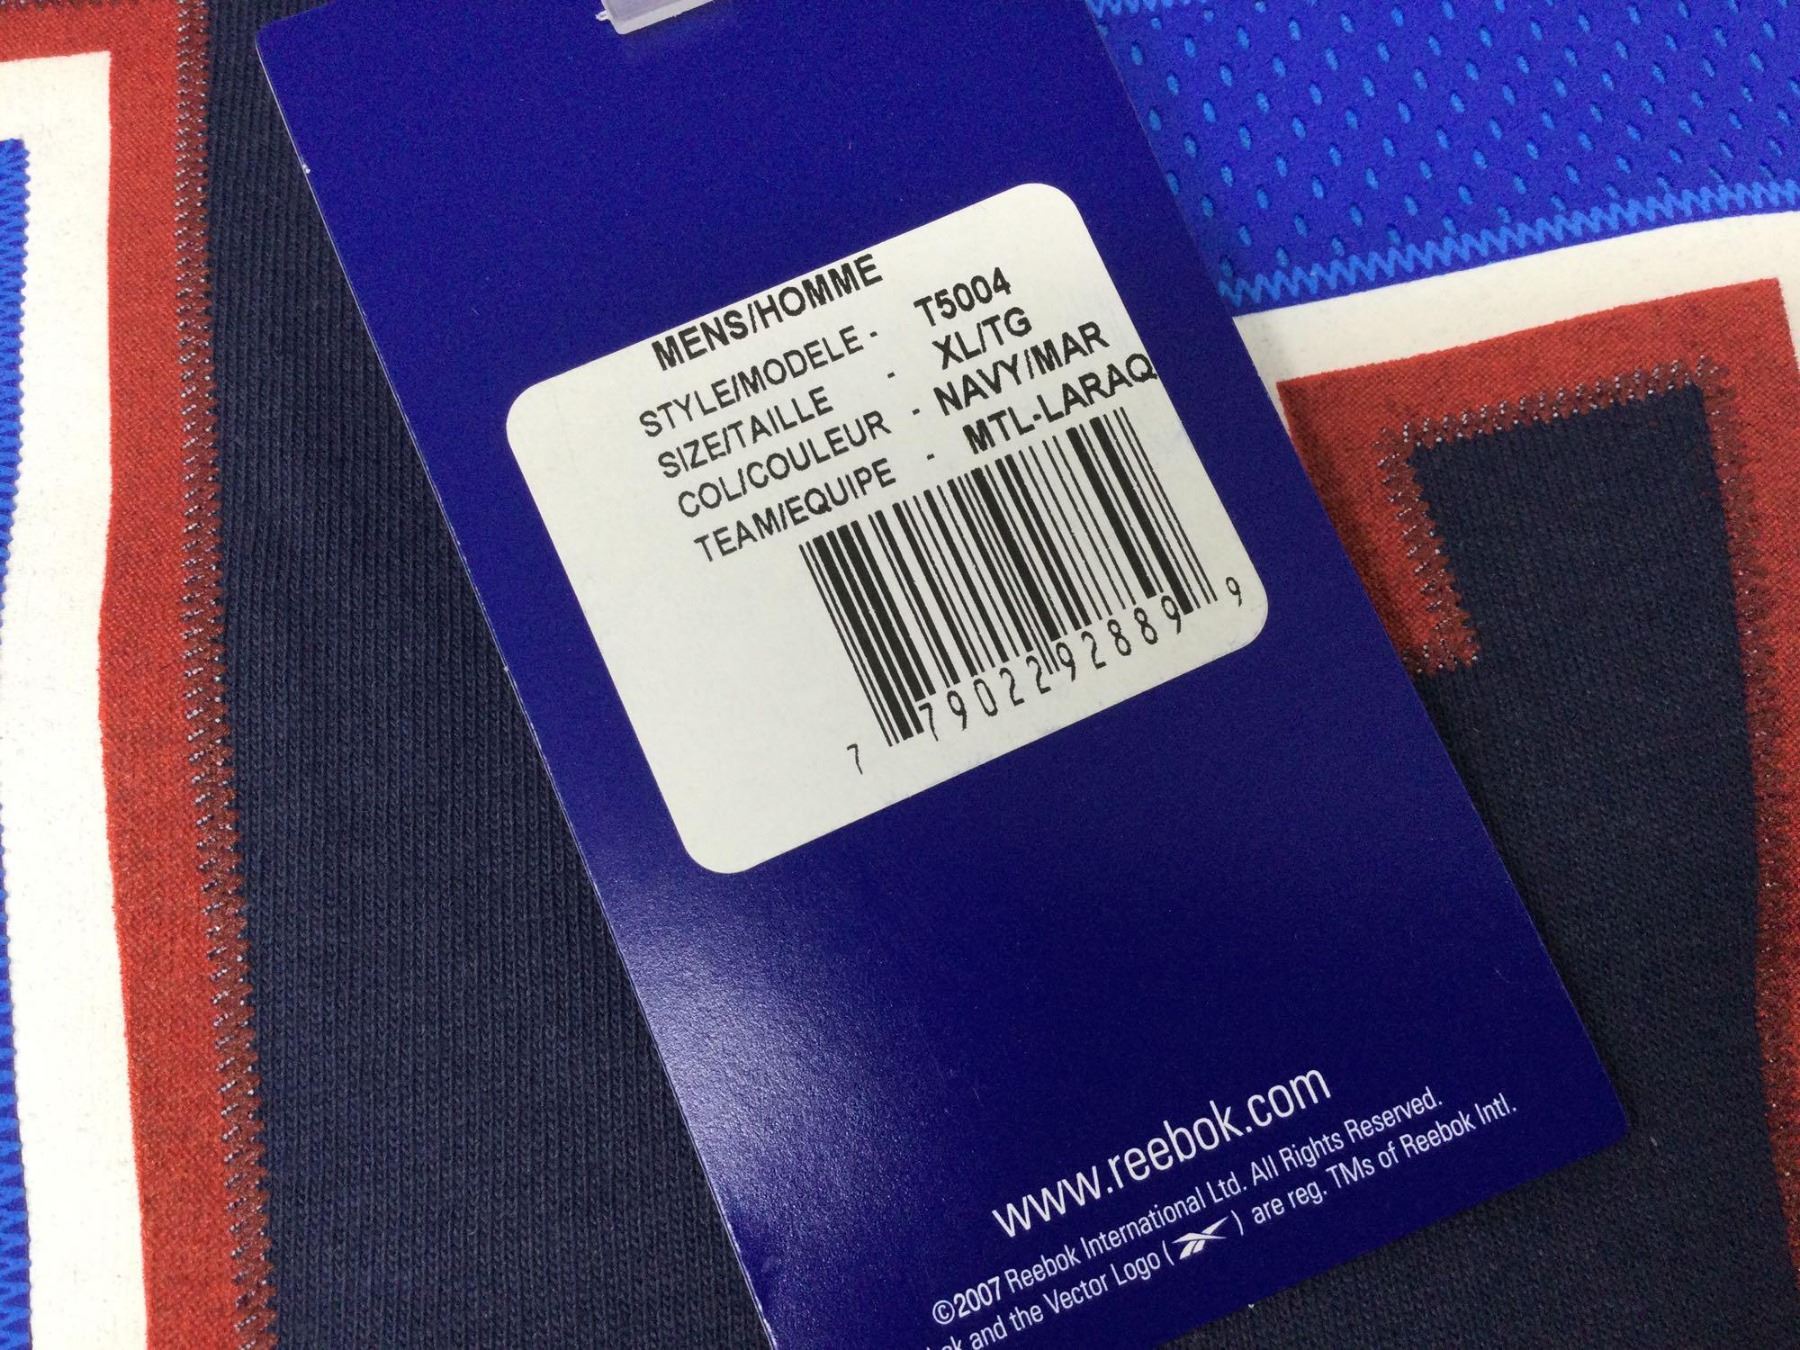 MENS/HOMME
STYLE/MODELE - T5004
SIZE/TAILLE - XL/TG
COL/COULEUR - NAVY/MAR
TEAM/EQUIPE - MTL-LARAQ
7 79022 92889 9
www.reebok.com
©2007 Reebok International Ltd. All Rights Reserved.
and the Vector Logo ( ) are reg. TMs of Reebok Intl.